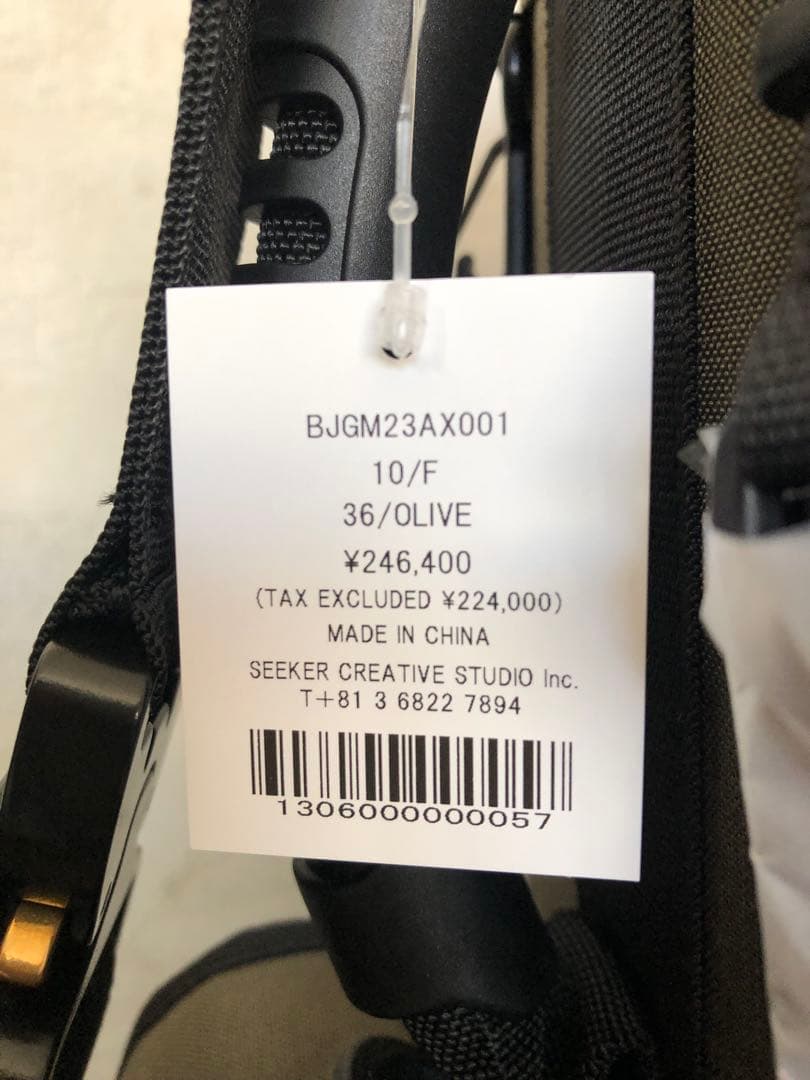 BJGM23AX001
10/F
36/OLIVE
¥246,400
(TAX EXCLUDED ¥224,000)
MADE IN CHINA
SEEKER CREATIVE STUDIO Inc.
T+81 3 6822 7894
1306000000057